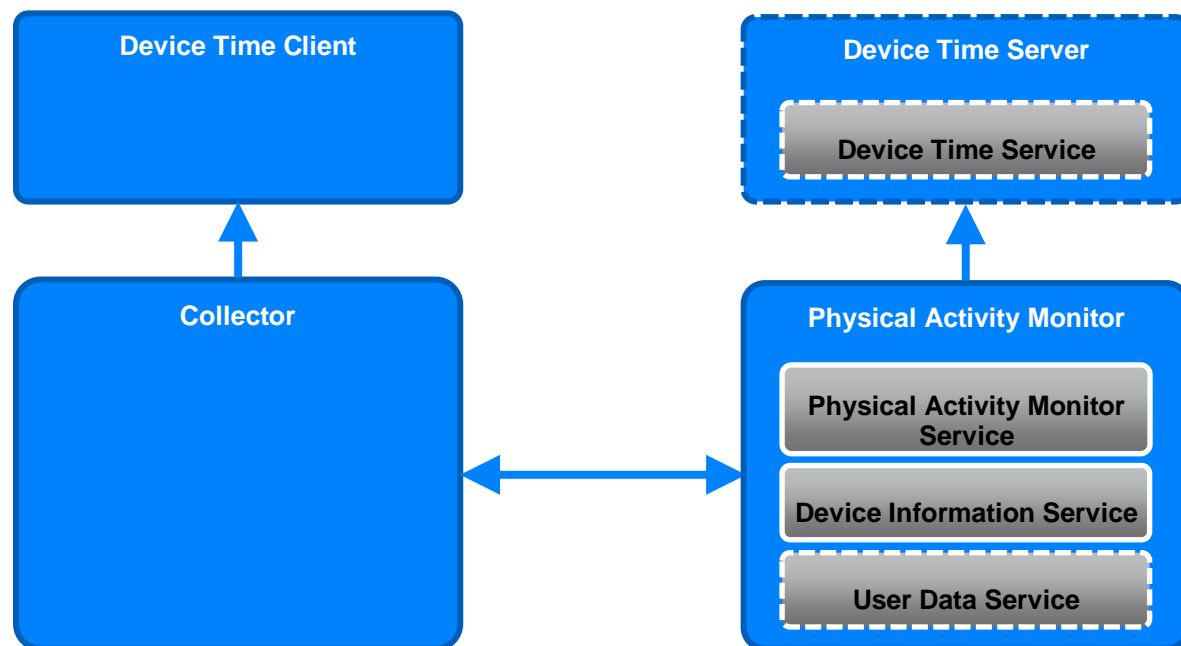 Device Time Client
Device Time Server
Device Time Service
Collector
Physical Activity Monitor
Physical Activity Monitor
Service
Device Information Service
User Data Service